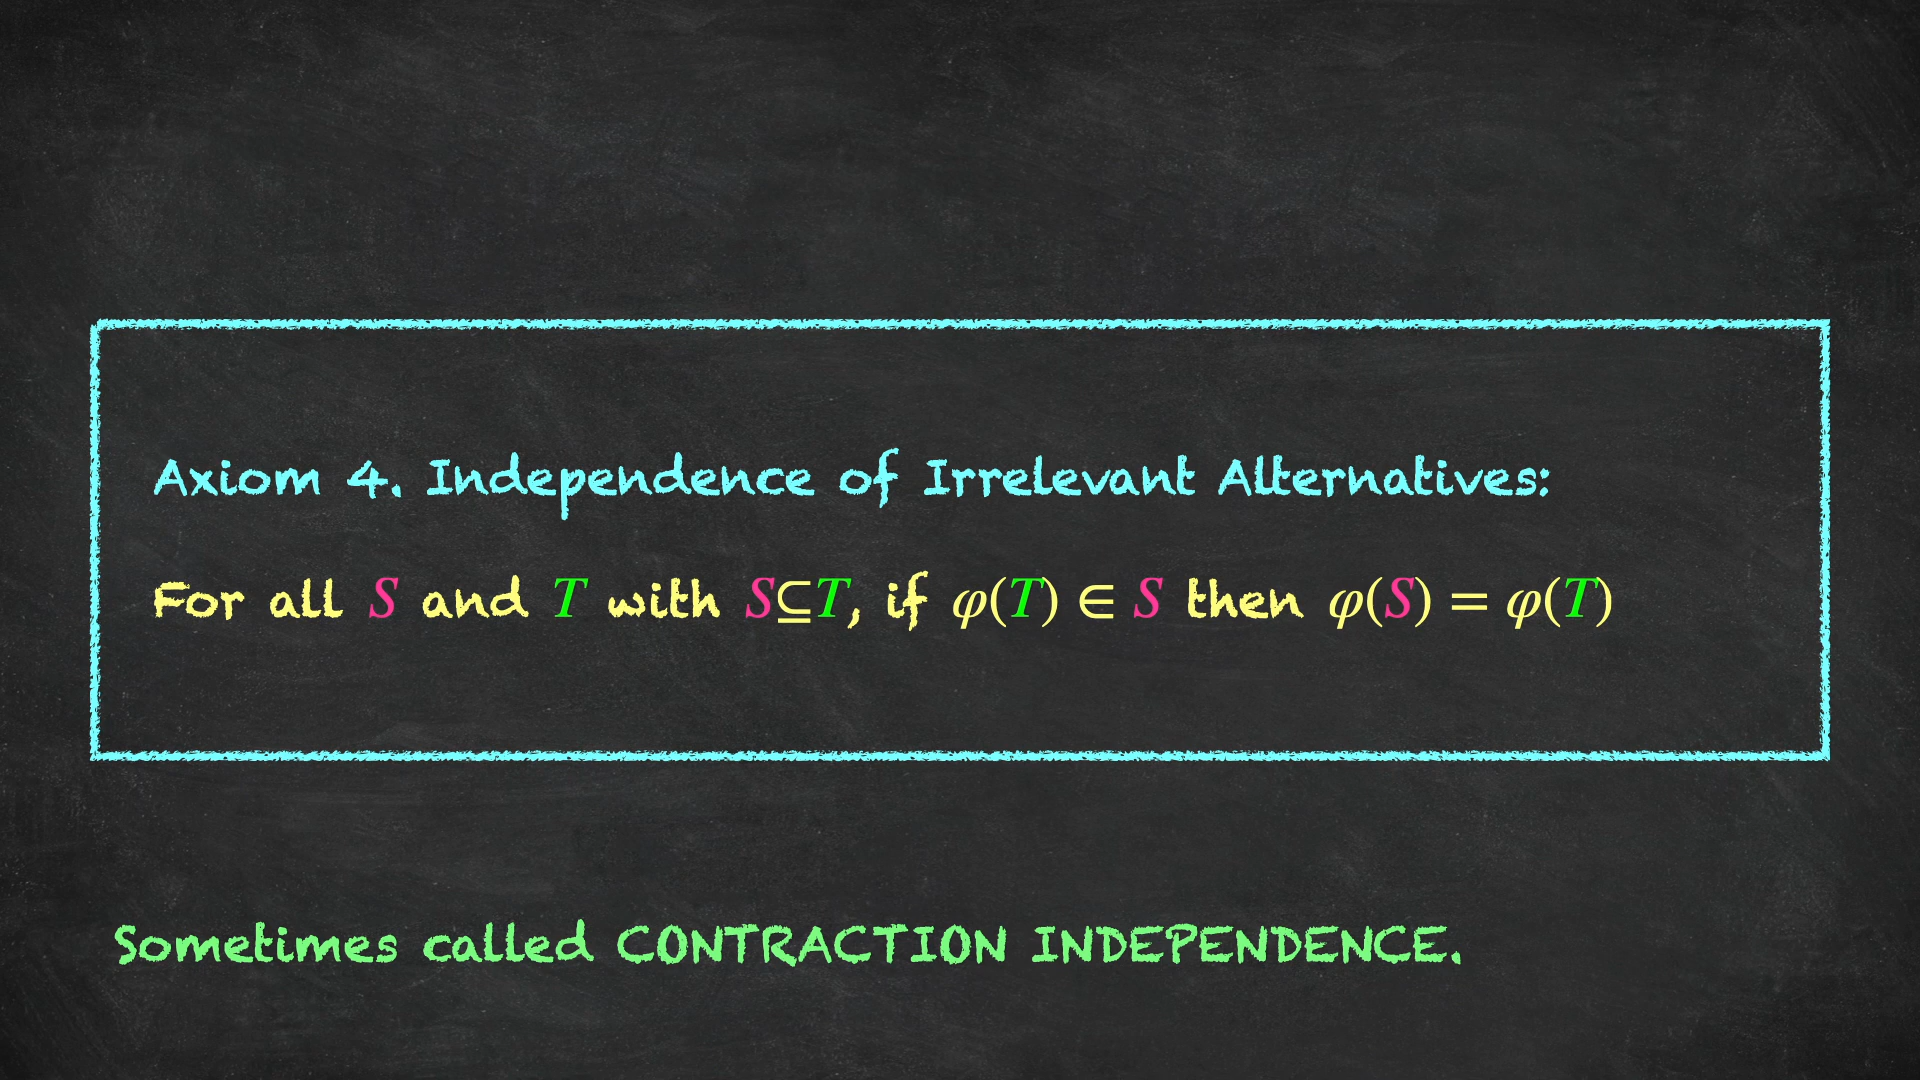 Axiom 4. Independence of Irrelevant Alternatives:
For all S and T with S⊆T, if φ(T) ∈ S then φ(S) = φ(T)
Sometimes called CONTRACTION INDEPENDENCE.